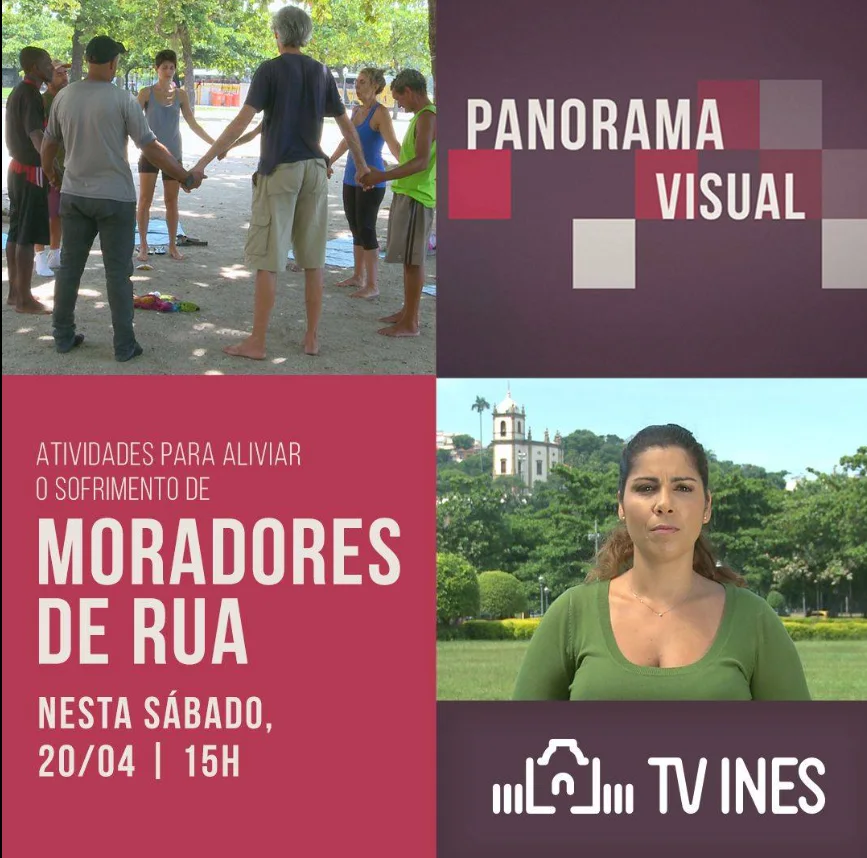 PANORAMA
VISUAL
ATIVIDADES PARA ALIVIAR
O SOFRIMENTO DE
MORADORES
DE RUA
NESTA SÁBADO,
20/04 | 15H
TV INES